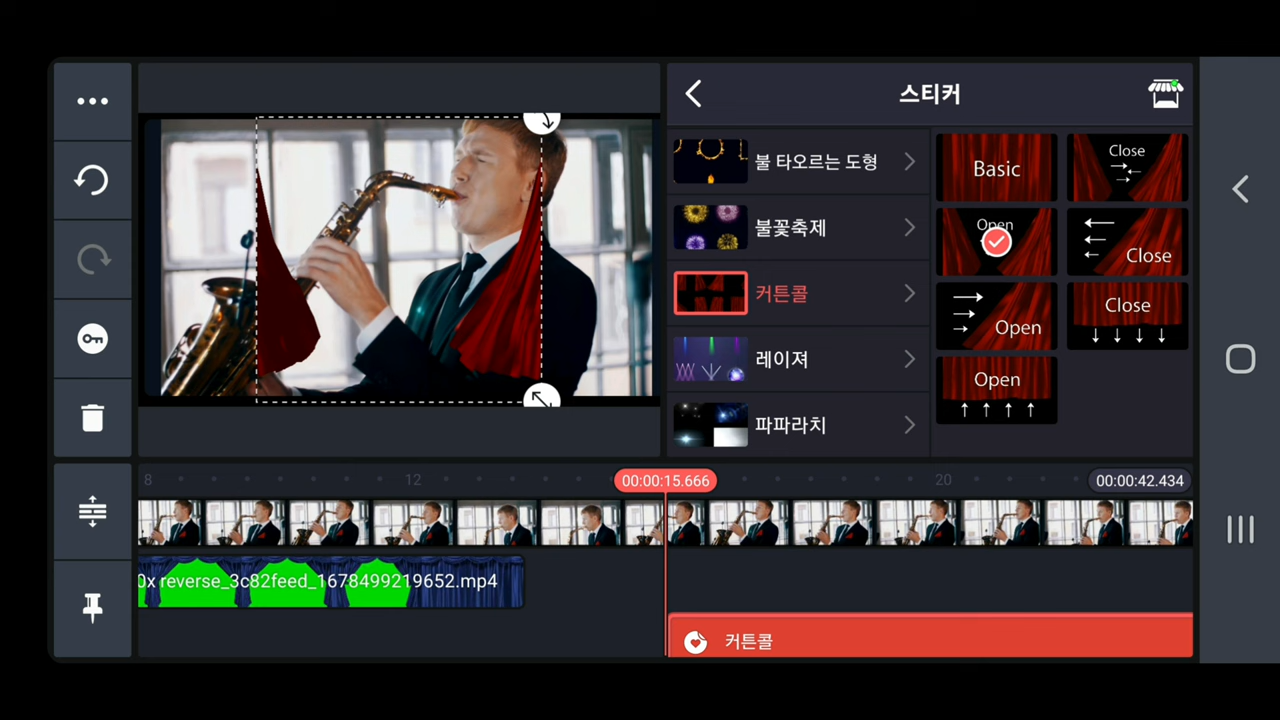 스티커
불 타오르는 도형
불꽃축제
커튼콜
레이져
파파라치
Basic
Close
Open
Close
Open
Close
Open
8
12
00:00:15.666
20
00:00:42.434
0x reverse_3c82feed_1678499219652.mp4
커튼콜